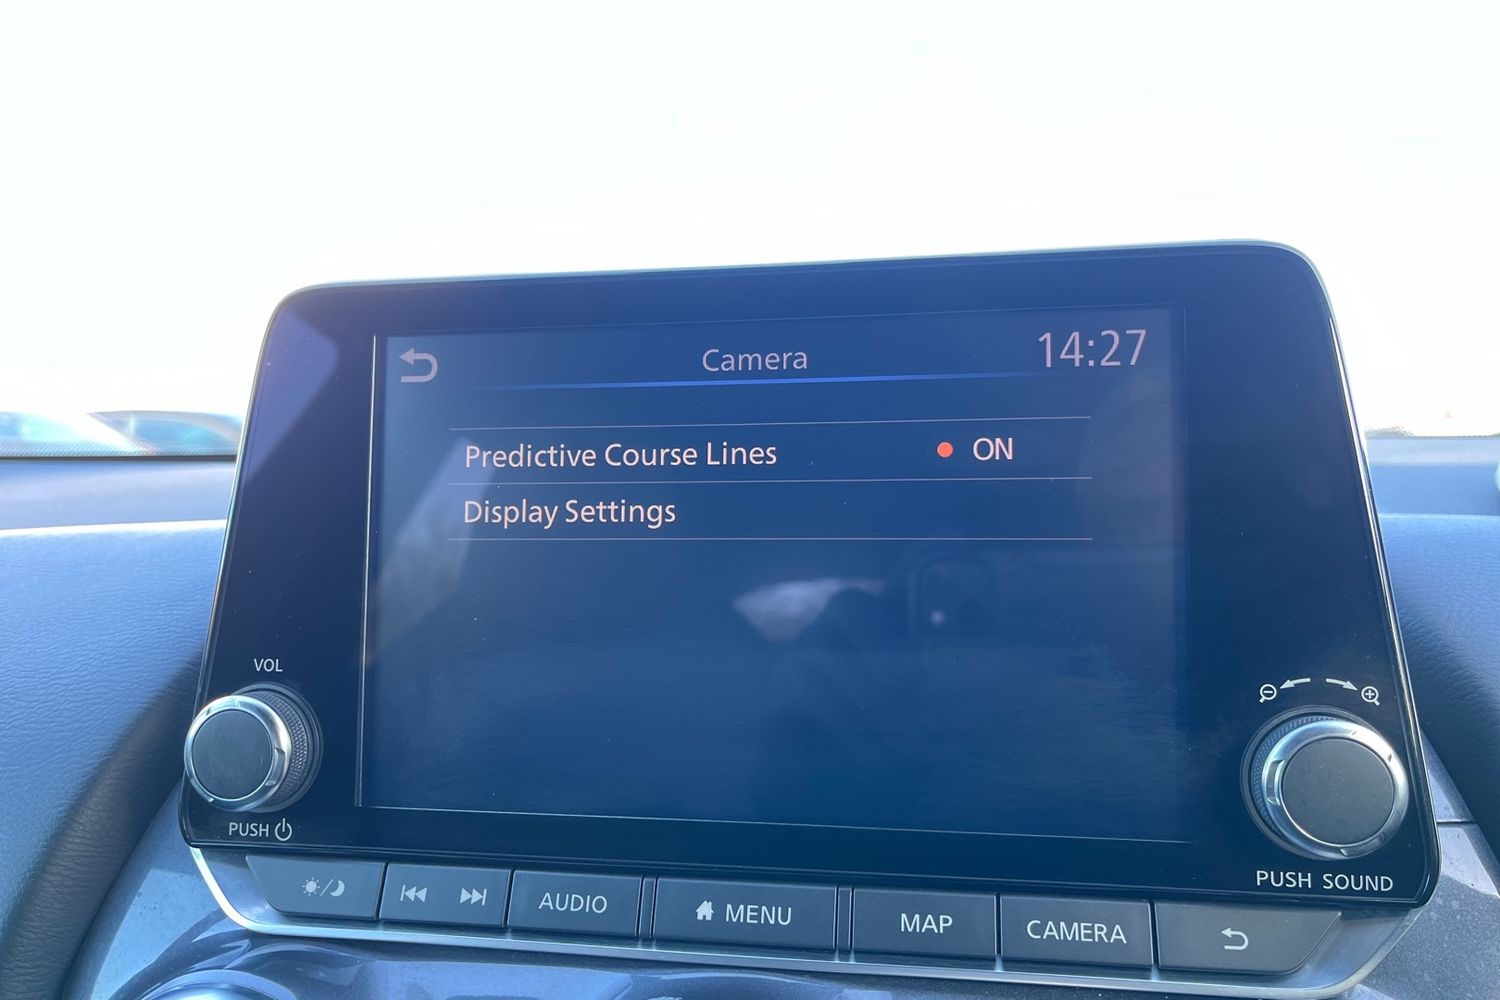 Camera
14:27
Predictive Course Lines ON
Display Settings
VOL
PUSH
PUSH SOUND
AUDIO
MENU
MAP
CAMERA